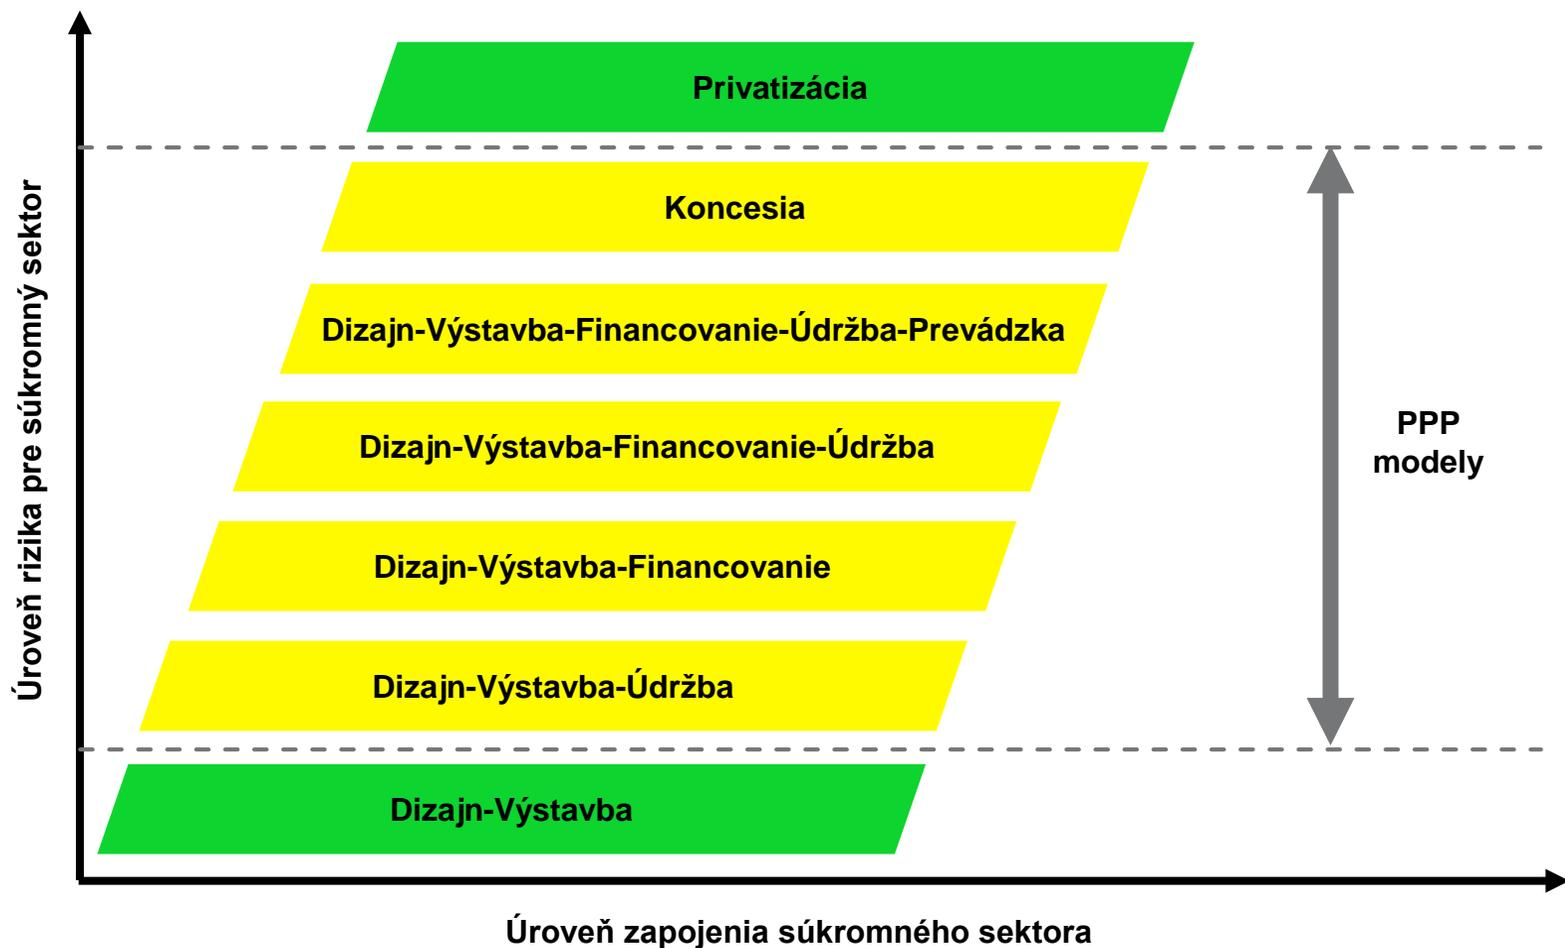 Privatizácia
Koncesia
Dizajn-Výstavba-Financovanie-Údržba-Prevádzka
Dizajn-Výstavba-Financovanie-Údržba
Dizajn-Výstavba-Financovanie
Dizajn-Výstavba-Údržba
Dizajn-Výstavba
PPP
modely
Úroveň rizika pre súkromný sektor
Úroveň zapojenia súkromného sektora